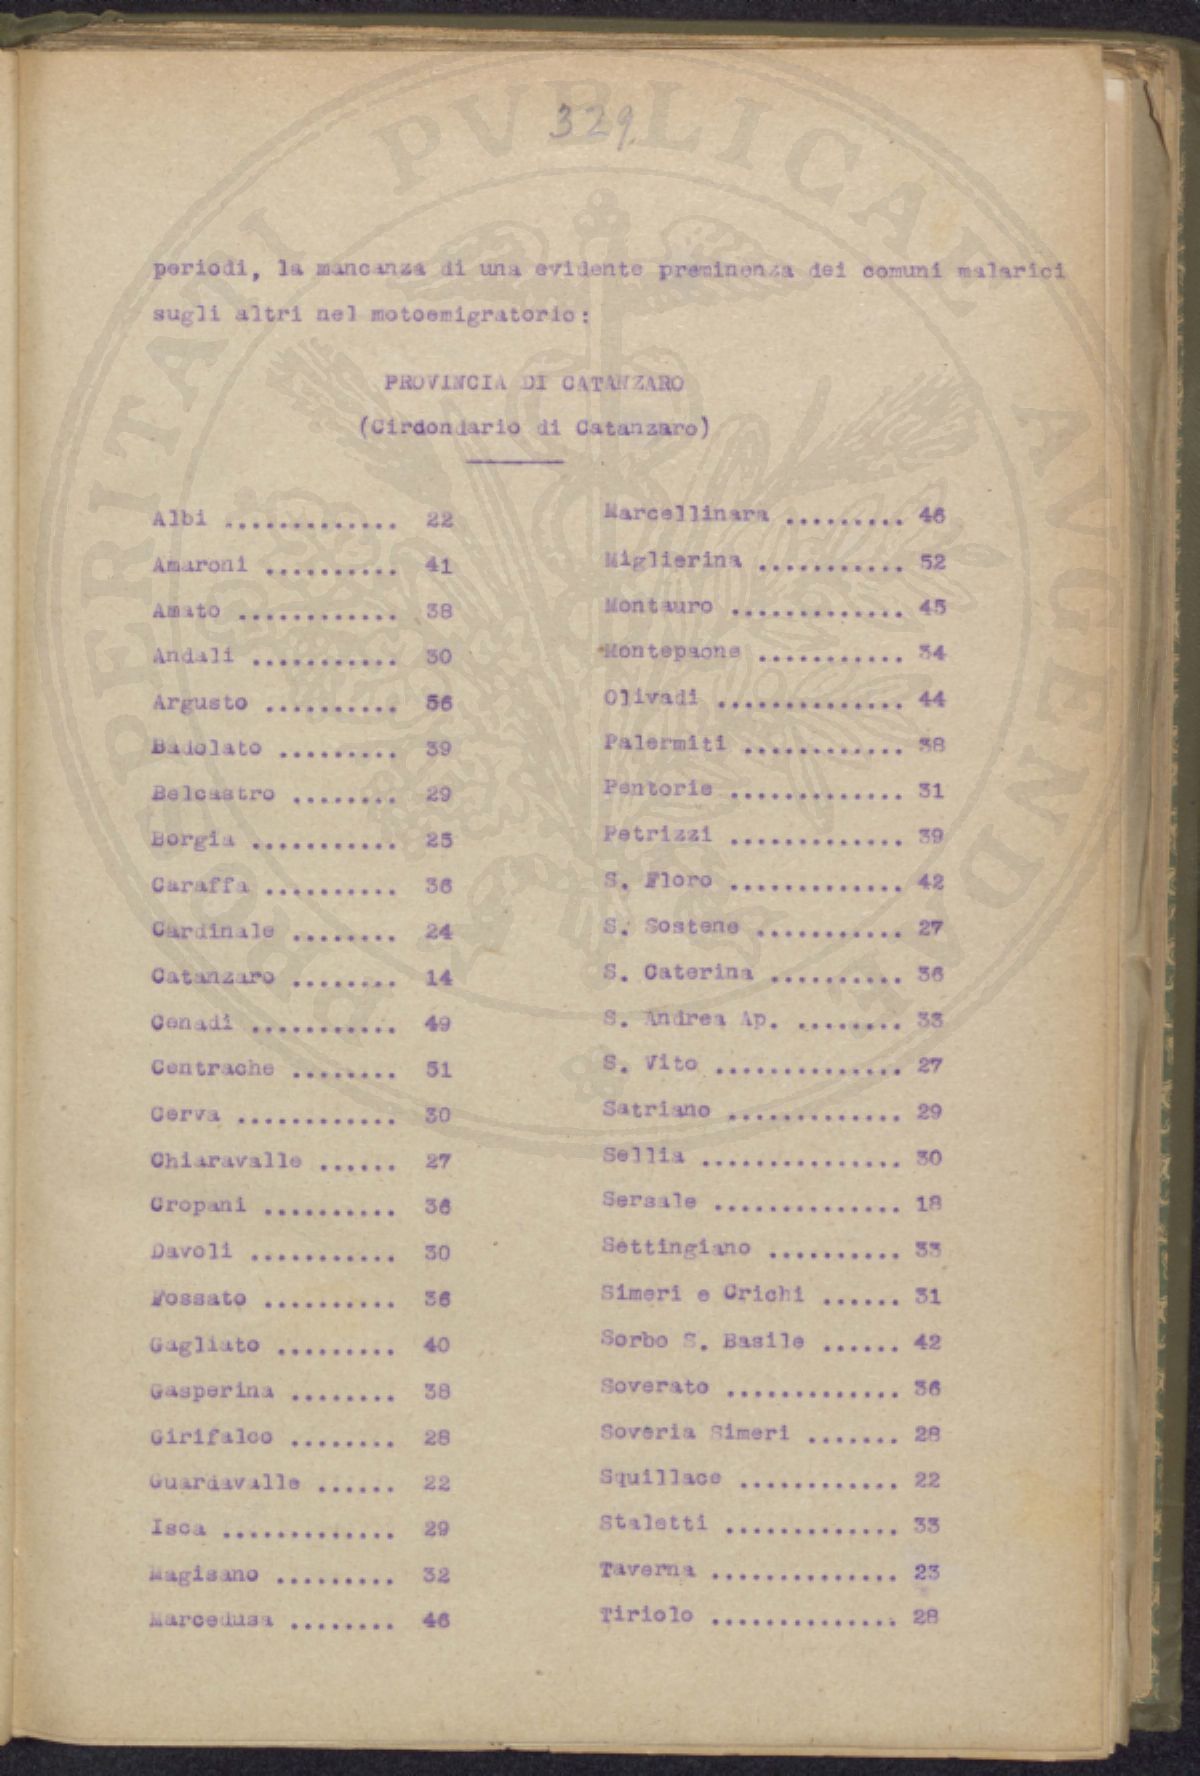 329.
periodi, la mancanza di una evidente preminenza dei comuni malarici
sugli altri nel motoemigratorio:
PROVINCIA DI CATANZARO
(Circondario di Catanzaro)
Albi ............. 22
Amaroni .......... 41
Amato ............ 38
Andali ........... 30
Argusto .......... 56
Badolato ......... 39
Belcastro ........ 29
Borgia ........... 25
Caraffa .......... 36
Cardinale ........ 24
Catanzaro ........ 14
Cenadi ........... 49
Centrache ........ 51
Cerva ............ 30
Chiaravalle ...... 27
Cropani .......... 36
Davoli ........... 30
Fossato .......... 36
Gagliato ......... 40
Gasperina ........ 38
Girifalco ........ 28
Guardavalle ...... 22
Isca ............. 29
Magisano ......... 32
Marcedusa ........ 46
Marcellinara ......... 46
Miglierina ........... 52
Montauro ............. 45
Montepaone ........... 34
Olivadi .............. 44
Palermiti ............ 38
Pentorie ............. 31
Petrizzi ............. 39
S. Floro ............. 42
S. Sostene ........... 27
S. Caterina .......... 36
S. Andrea Ap. ........ 33
S. Vito .............. 27
Satriano ............. 29
Sellia ............... 30
Sersale .............. 18
Settingiano .......... 33
Simeri e Crichi ...... 31
Sorbo S. Basile ...... 42
Soverato ............. 36
Soveria Simeri ....... 28
Squillace ............ 22
Staletti ............. 33
Taverna .............. 23
Tiriolo .............. 28